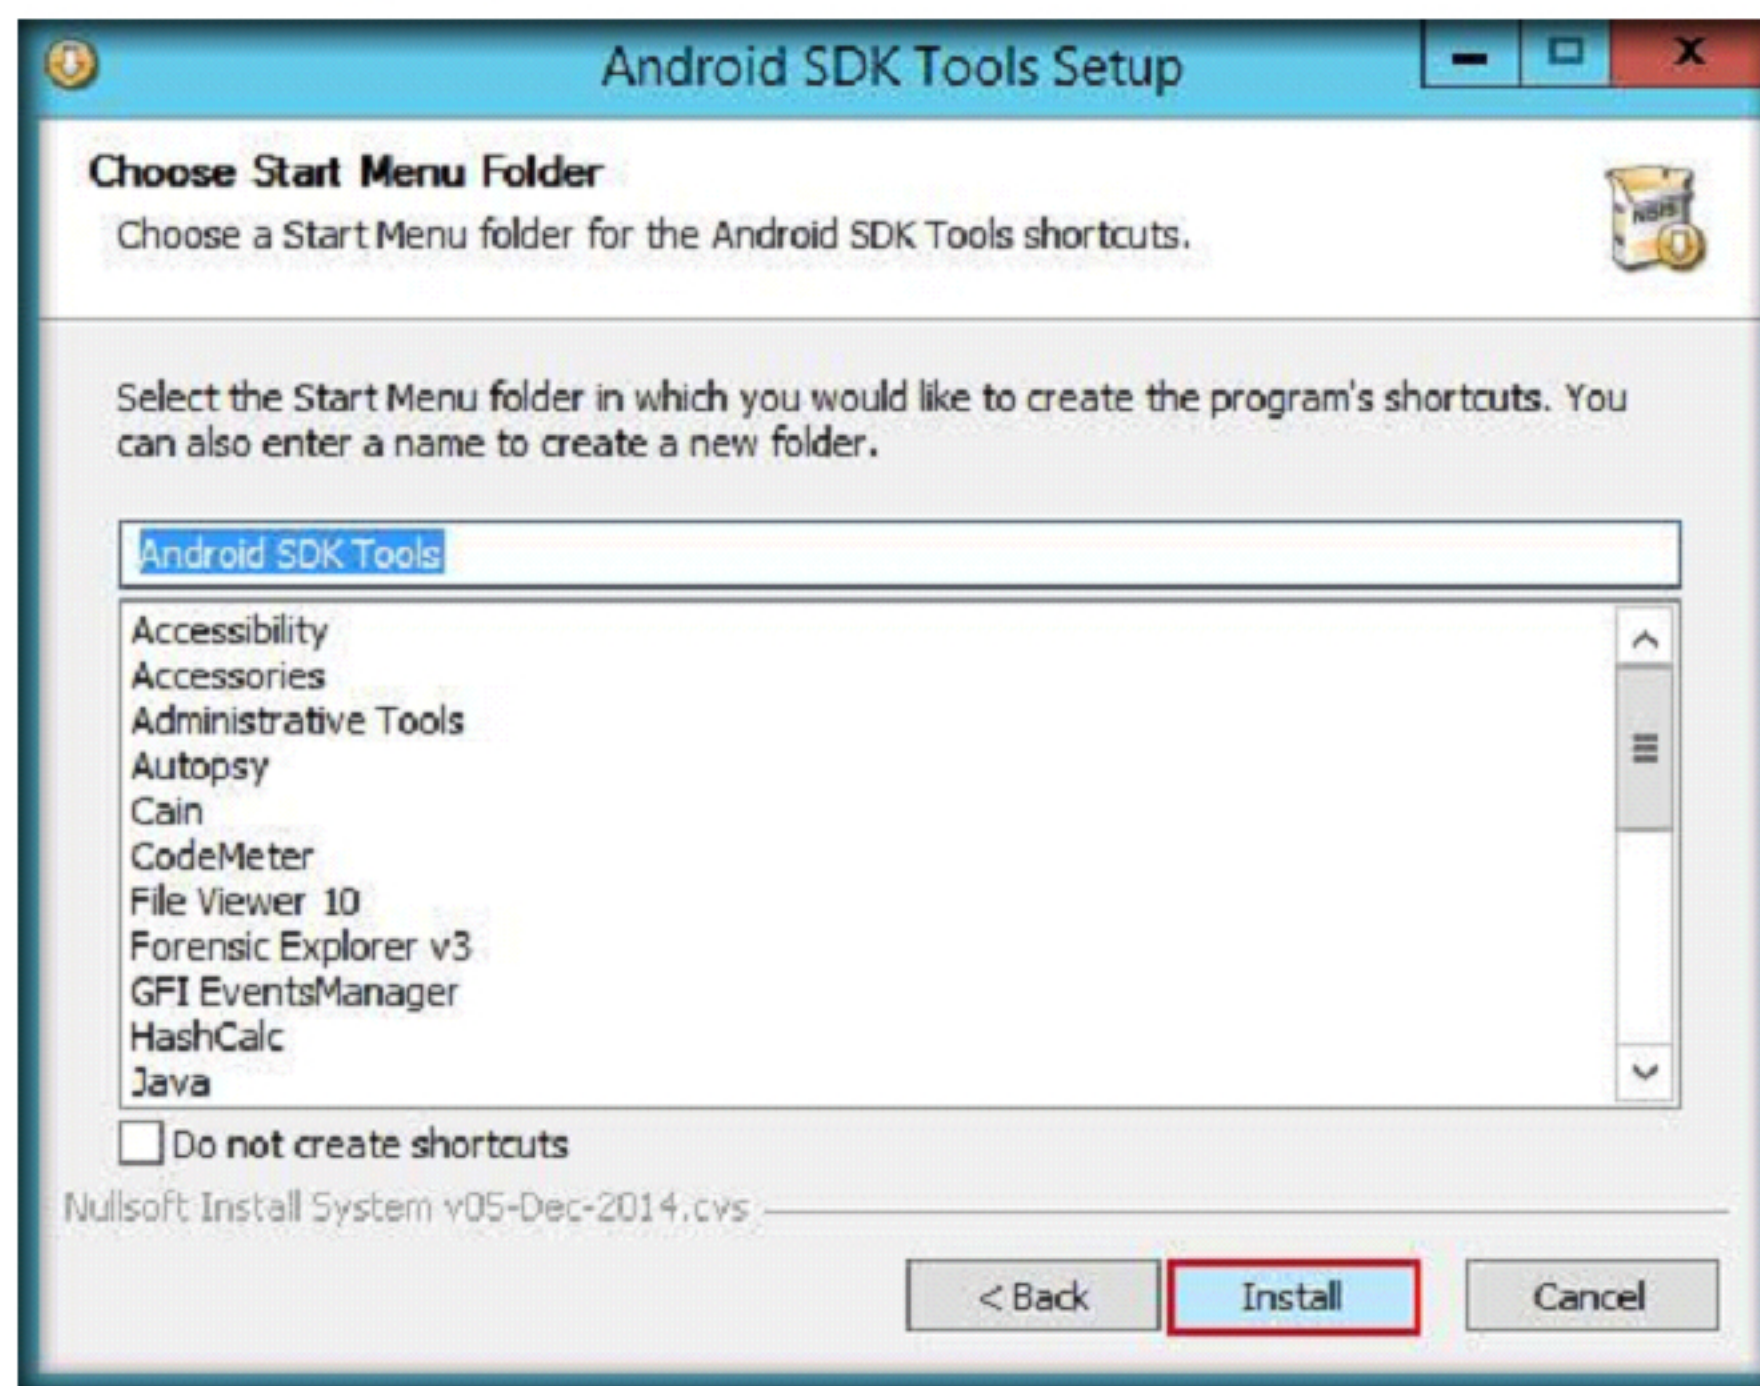 Android SDK Tools Setup
Choose Start Menu Folder
Choose a Start Menu folder for the Android SDK Tools shortcuts.
NSIS
Select the Start Menu folder in which you would like to create the program's shortcuts. You
can also enter a name to create a new folder.
Android SDK Tools
Accessibility
Accessories
Administrative Tools
Autopsy
Cain
CodeMeter
File Viewer 10
Forensic Explorer v3
GFI EventsManager
HashCalc
Java
Do not create shortcuts
Nullsoft Install System v05-Dec-2014.cvs
< Back
Install
Cancel